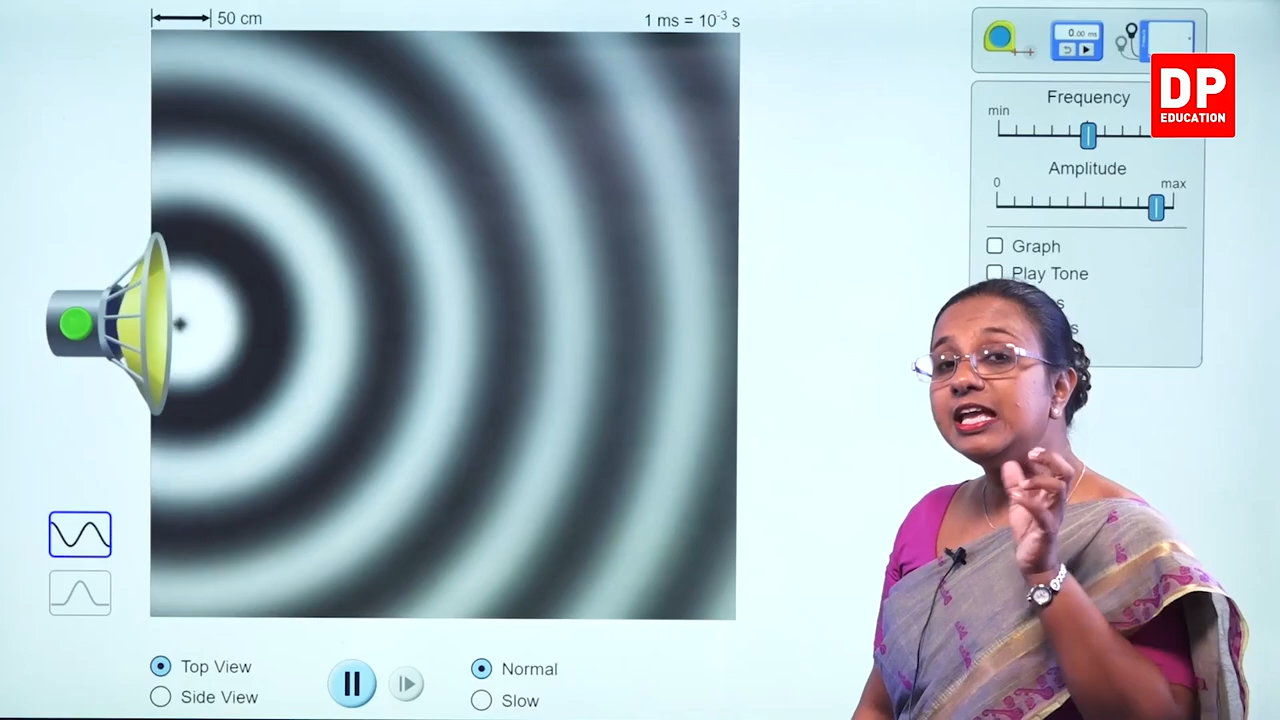 50 cm
1 ms = 10⁻³ s
0.00 ms
DP
EDUCATION
Frequency
min
Amplitude
0
max
Graph
Play Tone
Top View
Side View
Normal
Slow